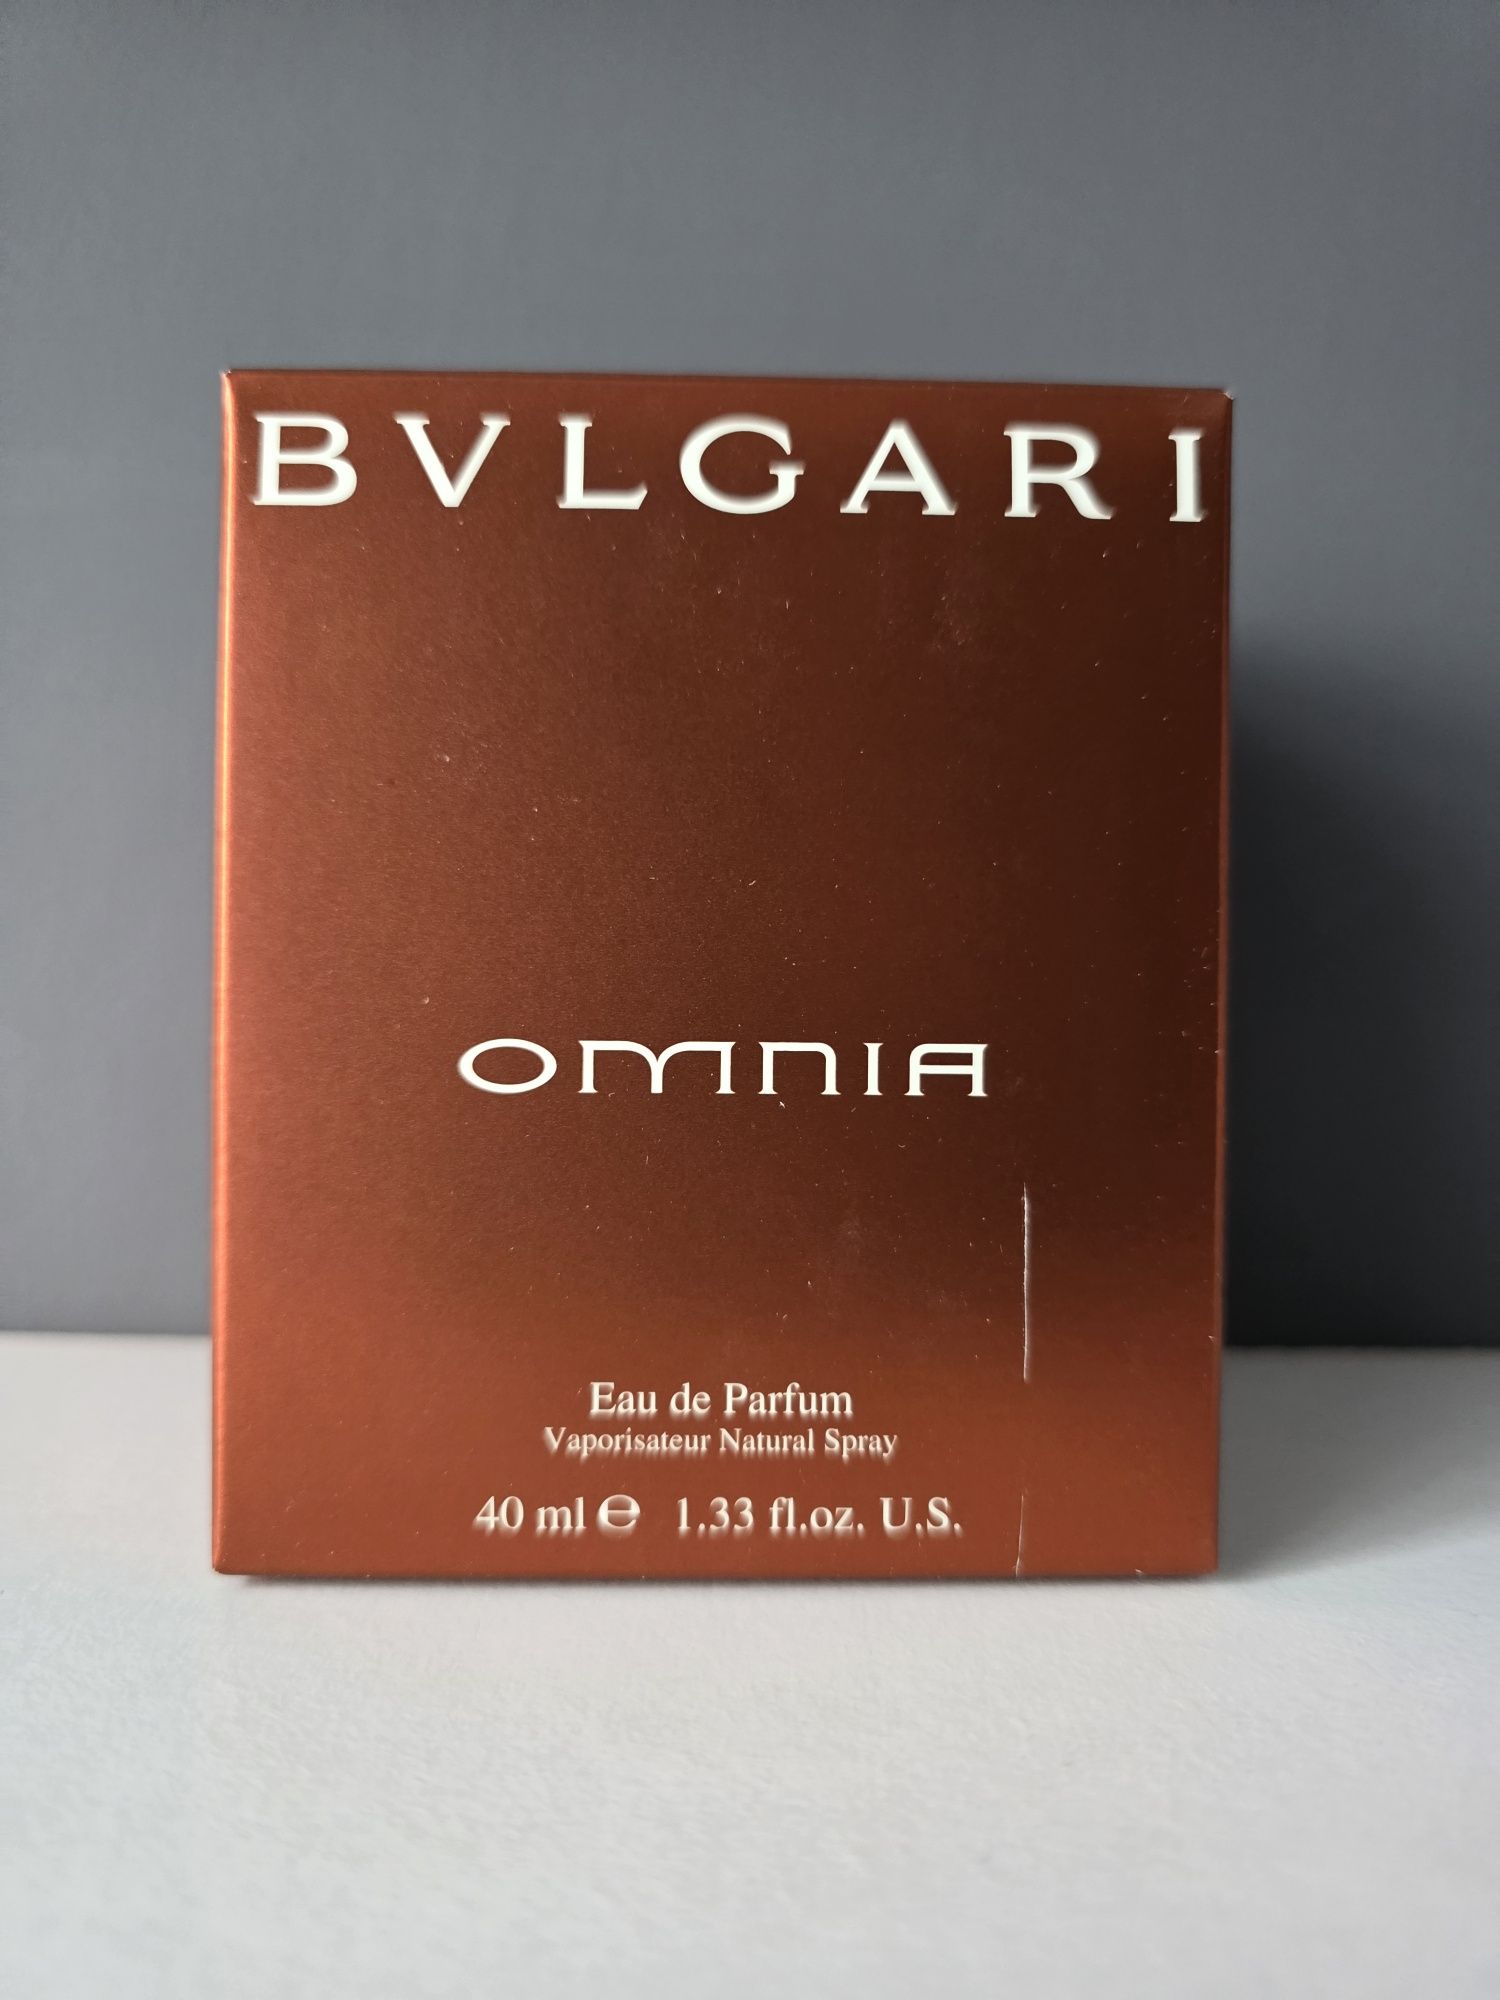 BVLGARI
OMNIA
Eau de Parfum
Vaporisateur Natural Spray
40 ml ℮ 1.33 fl.oz. U.S.